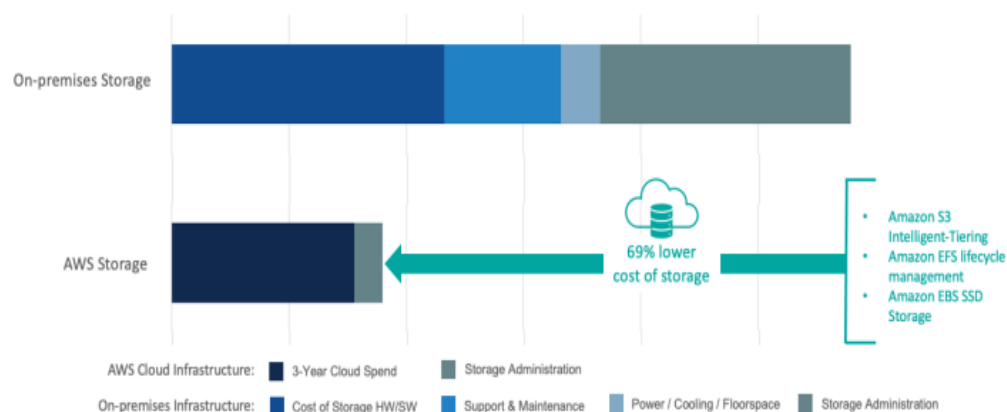 On-premises Storage
AWS Storage
69% lower
cost of storage
• Amazon S3
Intelligent-Tiering
• Amazon EFS lifecycle
management
• Amazon EBS SSD
Storage
AWS Cloud Infrastructure: 3-Year Cloud Spend Storage Administration
On-premises Infrastructure: Cost of Storage HW/SW Support & Maintenance Power / Cooling / Floorspace Storage Administration